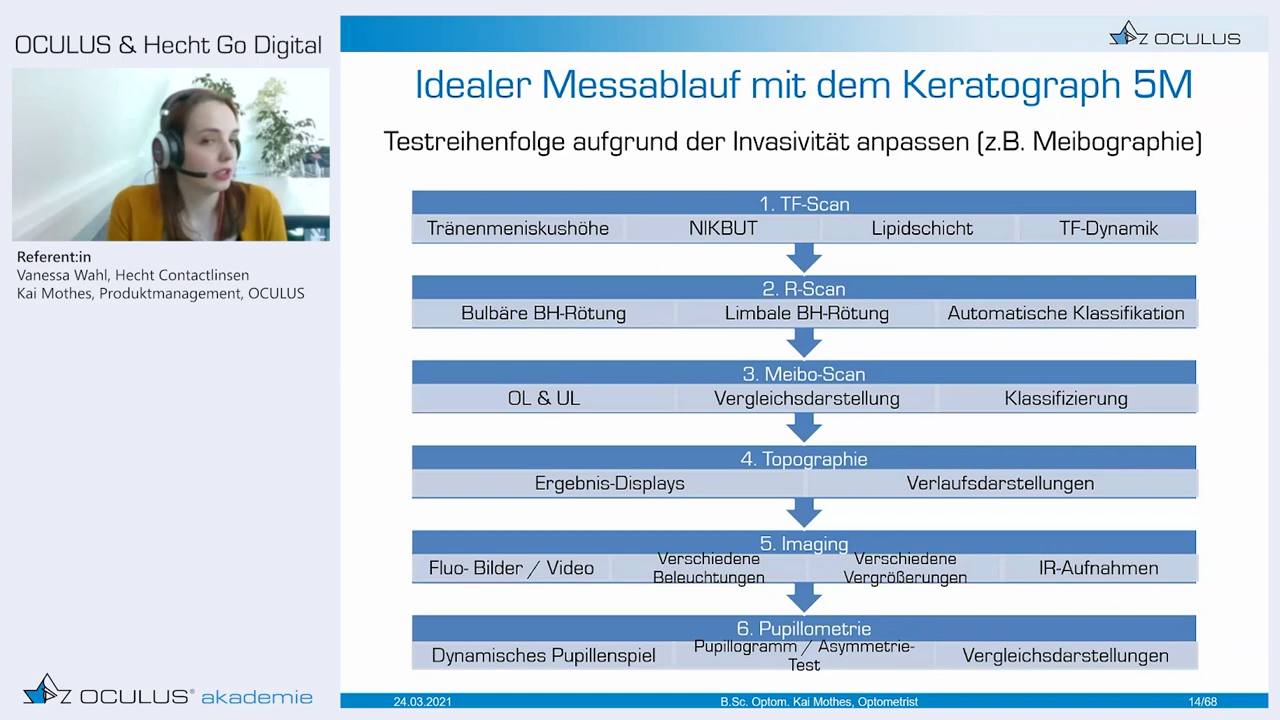 OCULUS & Hecht Go Digital
Referent:in
Vanessa Wahl, Hecht Contactlinsen
Kai Mothes, Produktmanagement, OCULUS
OCULUS® akademie
OCULUS
Idealer Messablauf mit dem Keratograph 5M
Testreihenfolge aufgrund der Invasivität anpassen (z.B. Meibographie)
1. TF-Scan
Tränenmeniskushöhe NIKBUT Lipidschicht TF-Dynamik
2. R-Scan
Bulbäre BH-Rötung Limbale BH-Rötung Automatische Klassifikation
3. Meibo-Scan
OL & UL Vergleichsdarstellung Klassifizierung
4. Topographie
Ergebnis-Displays Verlaufsdarstellungen
5. Imaging
Fluo- Bilder / Video
Verschiedene
Beleuchtungen
Verschiedene
Vergrößerungen
IR-Aufnahmen
6. Pupillometrie
Dynamisches Pupillenspiel
Pupillogramm / Asymmetrie-
Test
Vergleichsdarstellungen
24.03.2021 B.Sc. Optom. Kai Mothes, Optometrist 14/68